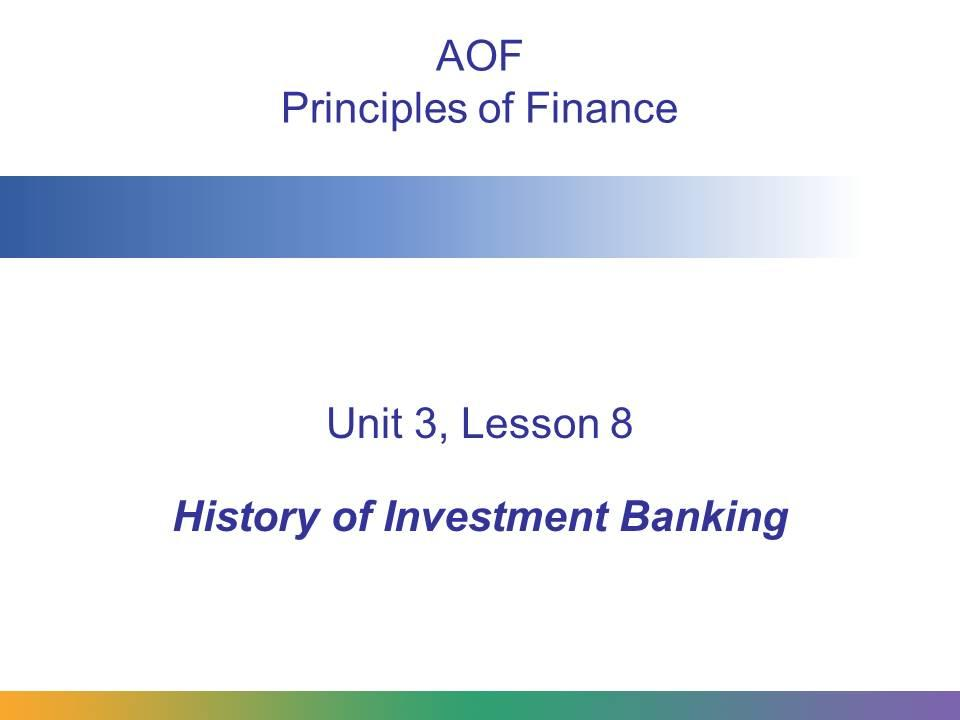 AOF
Principles of Finance
Unit 3, Lesson 8
History of Investment Banking